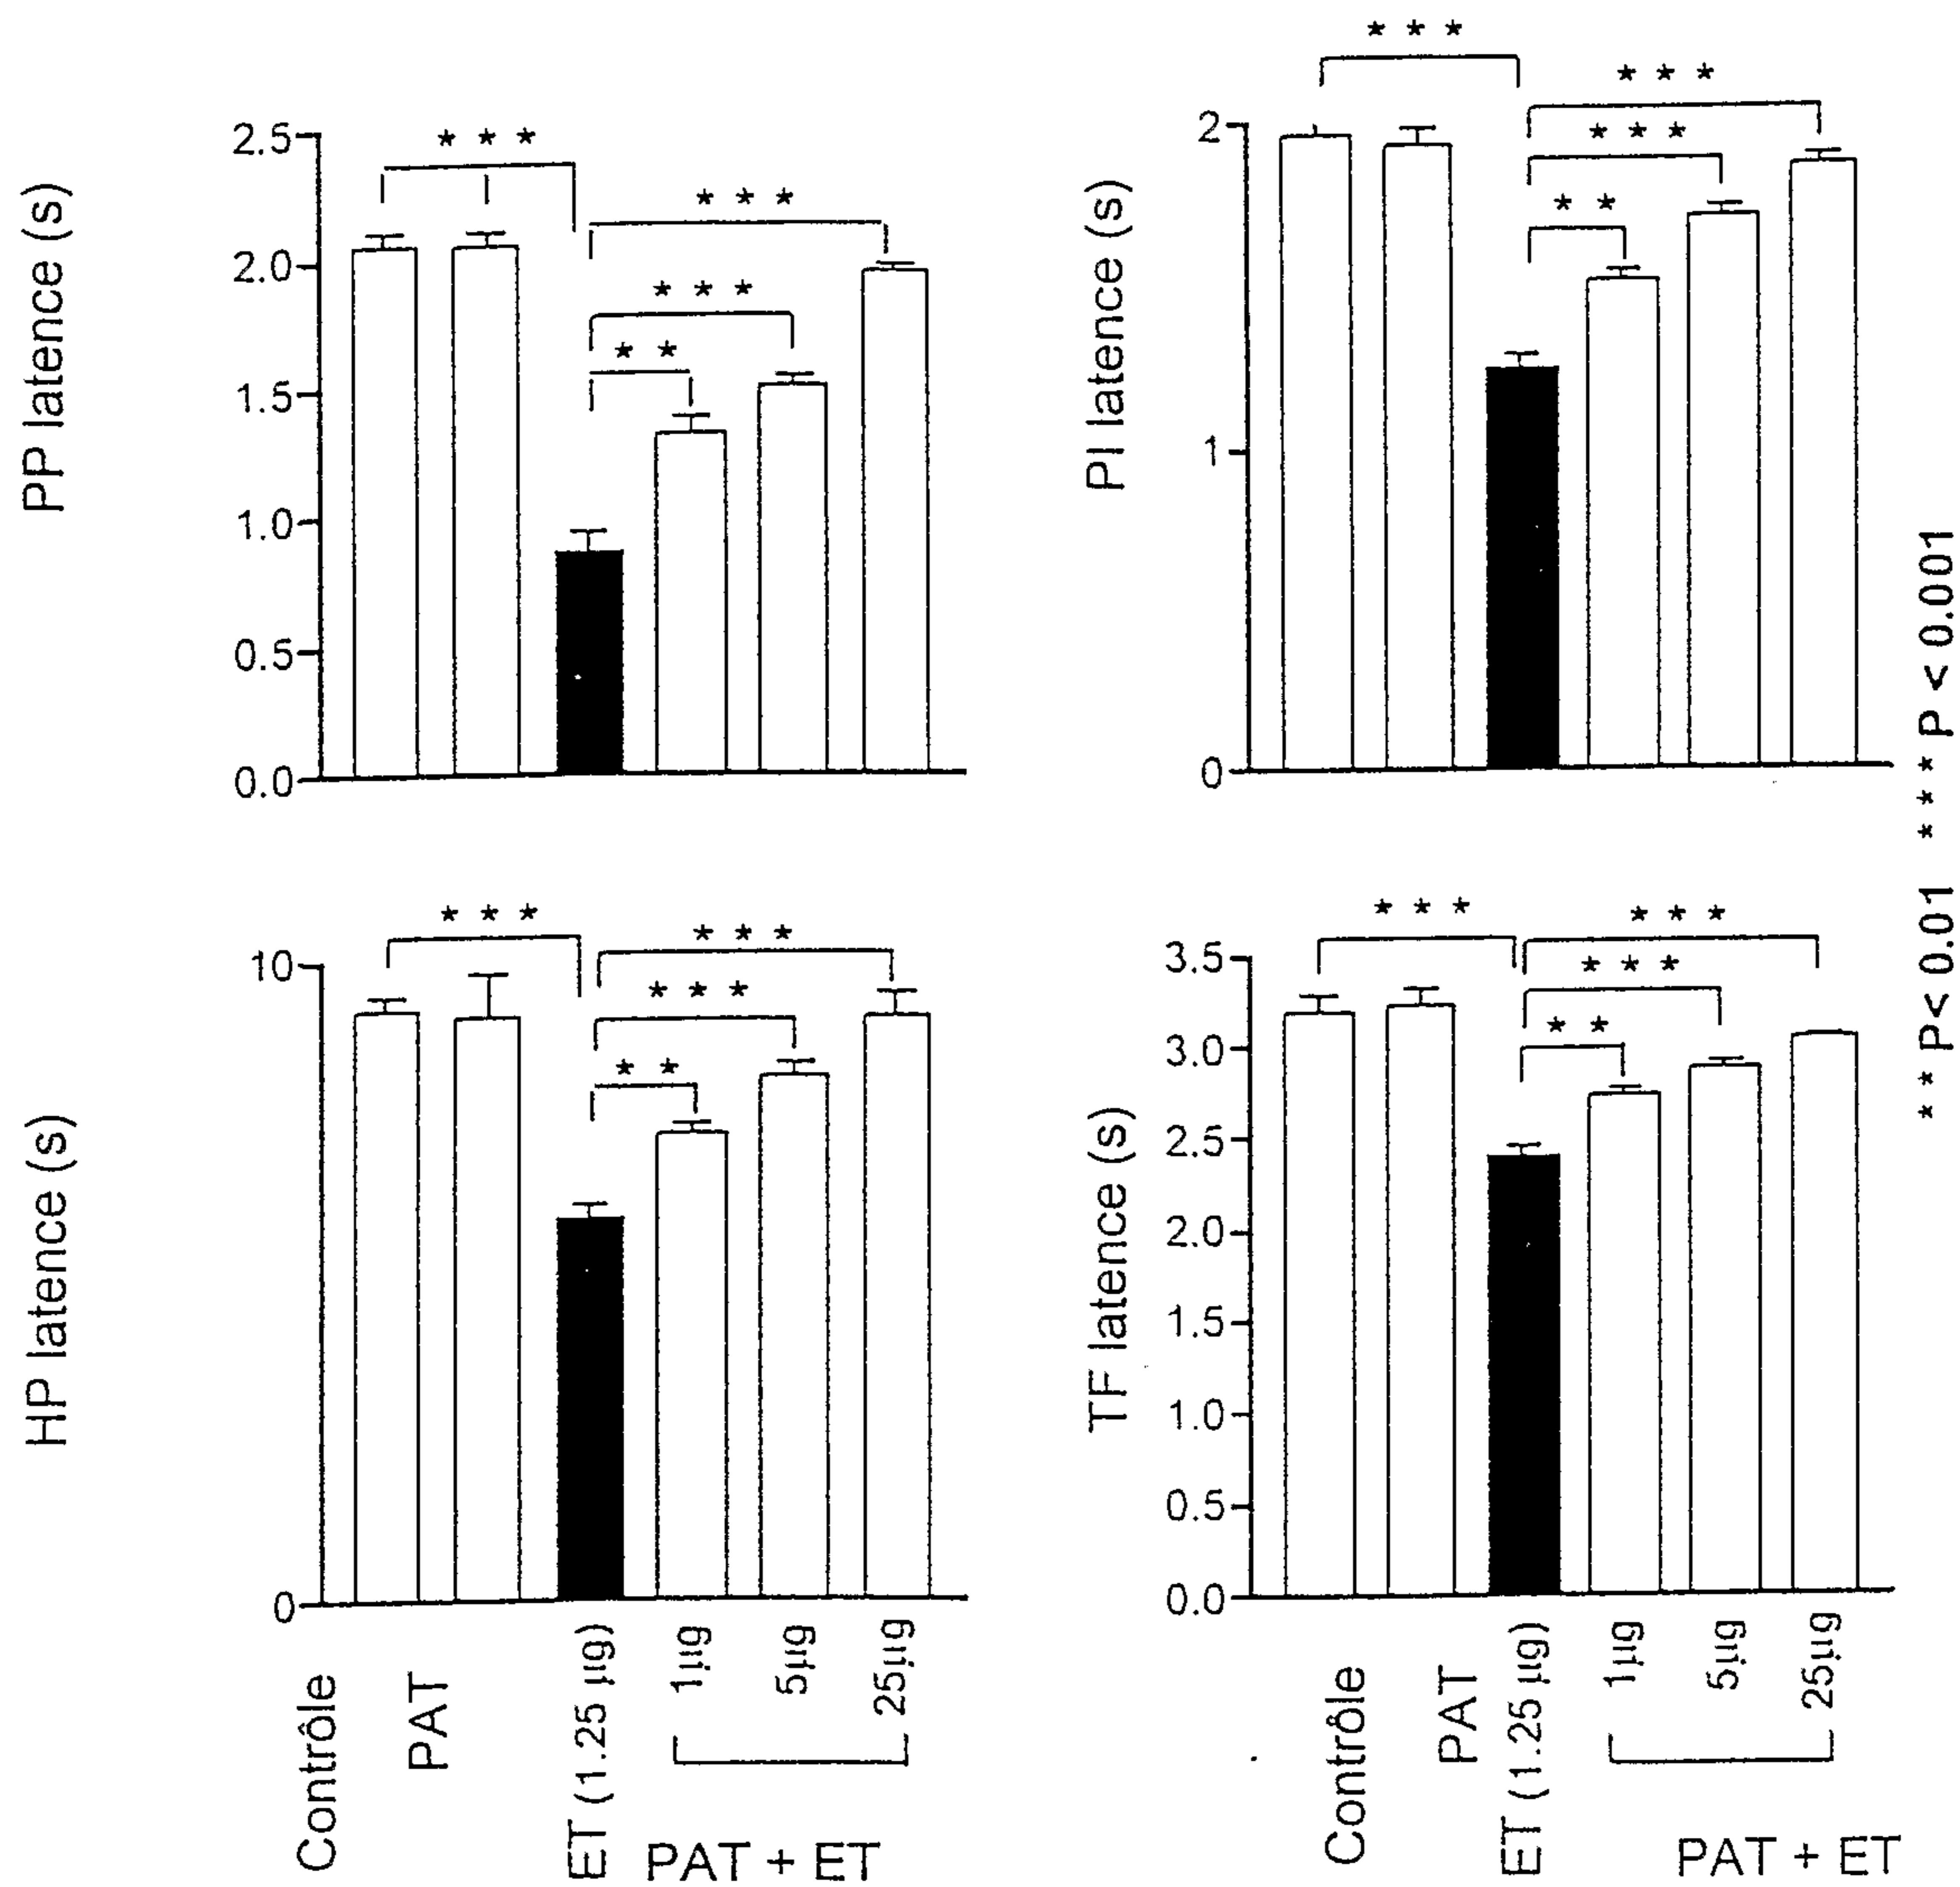 PP latence (s)
2.5
2.0
1.5
1.0
0.5
0.0
* * *
* * *
* * *
* *
PI latence (s)
2
1
0
* * *
* * *
* * *
* *
HP latence (s)
10
0
* * *
* * *
* * *
* *
Contrôle
PAT
ET (1.25 µg)
1µg
5µg
25µg
PAT + ET
TF latence (s)
3.5
3.0
2.5
2.0
1.5
1.0
0.5
0.0
* * *
* * *
* * *
* *
Contrôle
PAT
ET (1.25 µg)
1µg
5µg
25µg
PAT + ET
* * P< 0.01 * * * P < 0.001